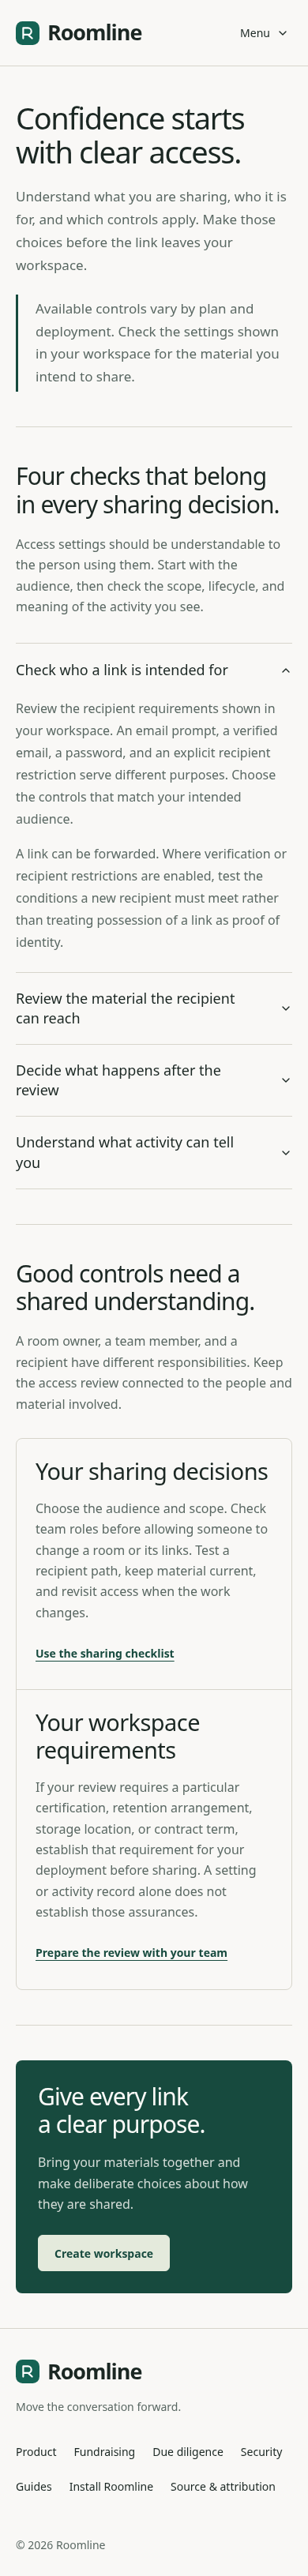 Roomline
Menu
Confidence starts
with clear access.
Understand what you are sharing, who it is
for, and which controls apply. Make those
choices before the link leaves your
workspace.
Available controls vary by plan and
deployment. Check the settings shown
in your workspace for the material you
intend to share.
Four checks that belong
in every sharing decision.
Access settings should be understandable to
the person using them. Start with the
audience, then check the scope, lifecycle, and
meaning of the activity you see.
Check who a link is intended for
Review the recipient requirements shown in
your workspace. An email prompt, a verified
email, a password, and an explicit recipient
restriction serve different purposes. Choose
the controls that match your intended
audience.
A link can be forwarded. Where verification or
recipient restrictions are enabled, test the
conditions a new recipient must meet rather
than treating possession of a link as proof of
identity.
Review the material the recipient
can reach
Decide what happens after the
review
Understand what activity can tell
you
Good controls need a
shared understanding.
A room owner, a team member, and a
recipient have different responsibilities. Keep
the access review connected to the people and
material involved.
Your sharing decisions
Choose the audience and scope. Check
team roles before allowing someone to
change a room or its links. Test a
recipient path, keep material current,
and revisit access when the work
changes.
Use the sharing checklist
Your workspace
requirements
If your review requires a particular
certification, retention arrangement,
storage location, or contract term,
establish that requirement for your
deployment before sharing. A setting
or activity record alone does not
establish those assurances.
Prepare the review with your team
Give every link
a clear purpose.
Bring your materials together and
make deliberate choices about how
they are shared.
Create workspace
Roomline
Move the conversation forward.
Product Fundraising Due diligence Security
Guides Install Roomline Source & attribution
© 2026 Roomline